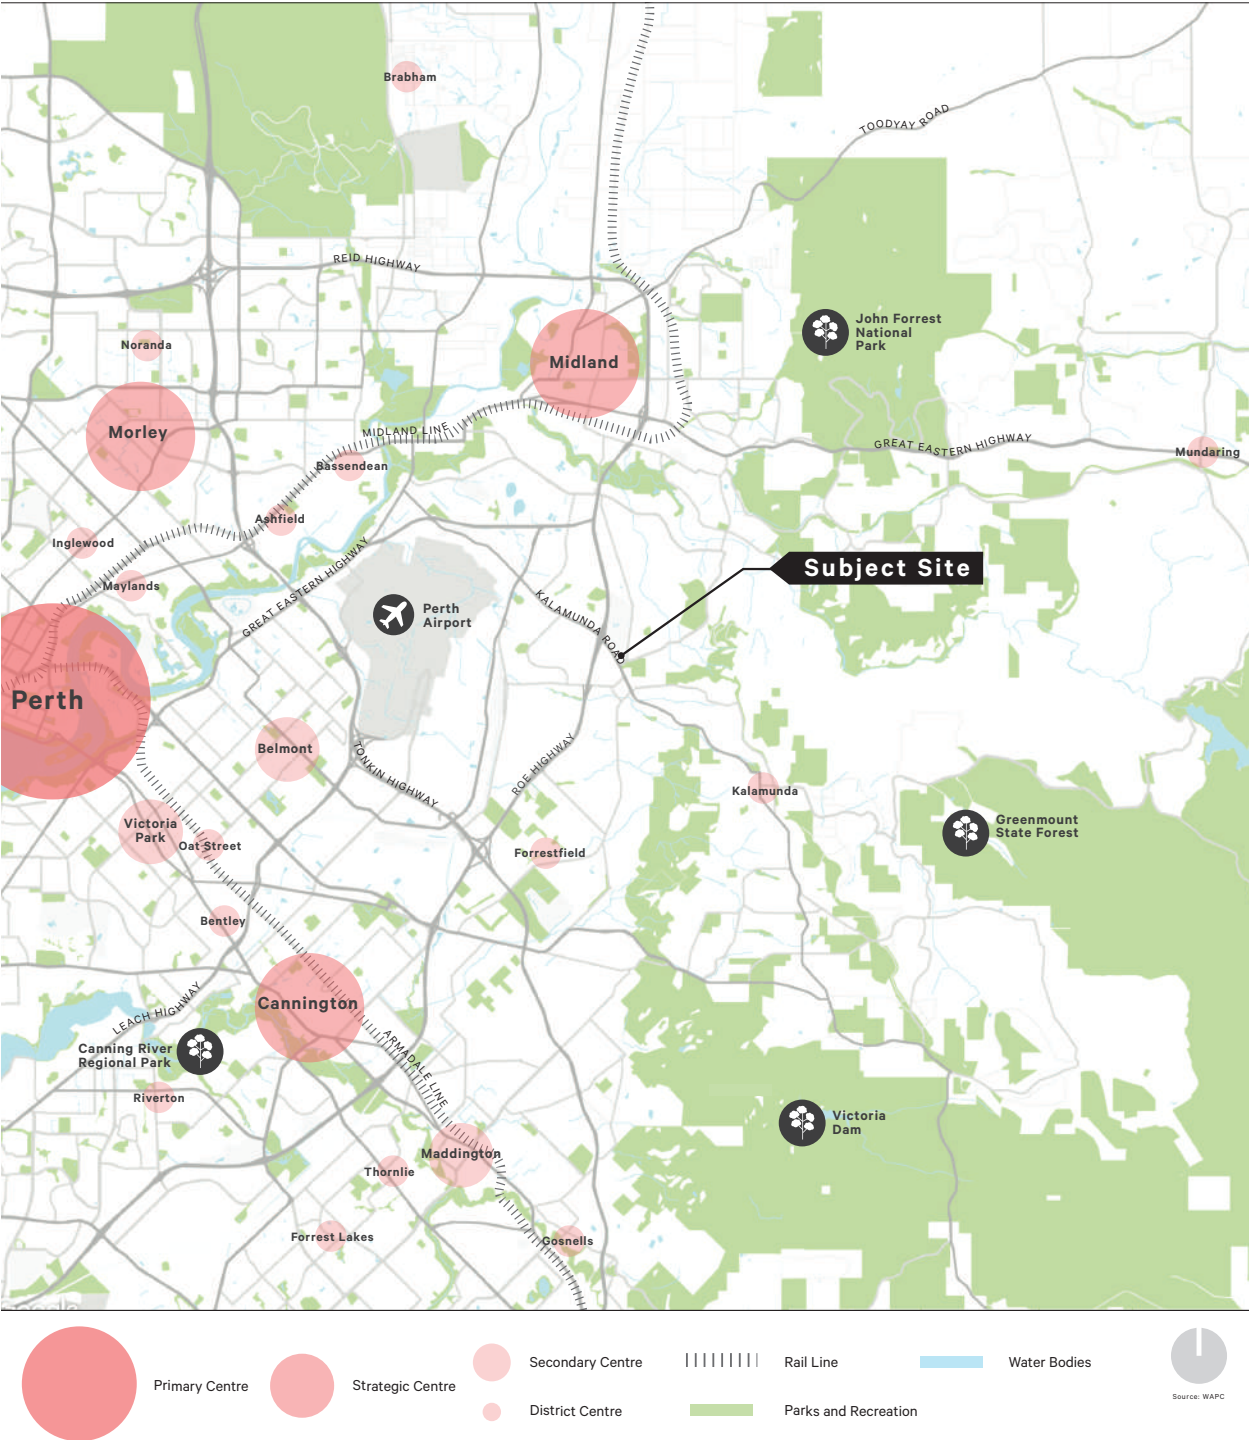 Brabham
TOODYAY ROAD
REID HIGHWAY
John Forrest
National
Park
Noranda
Midland
Morley
MIDLAND LINE
GREAT EASTERN HIGHWAY
Mundaring
Bassendean
Ashfield
Inglewood
Subject Site
Maylands
GREAT EASTERN HIGHWAY
Perth
Airport
KALAMUNDA ROAD
Perth
Belmont
TONKIN HIGHWAY
ROE HIGHWAY
Kalamunda
Victoria
Park
Oat Street
Forrestfield
Greenmount
State Forest
Bentley
Cannington
LEACH HIGHWAY
Canning River
Regional Park
ARMADALE LINE
Riverton
Victoria
Dam
Maddington
Thornlie
Forrest Lakes
Gosnells
Primary Centre
Strategic Centre
Secondary Centre
District Centre
Rail Line
Parks and Recreation
Water Bodies
Source: WAPC